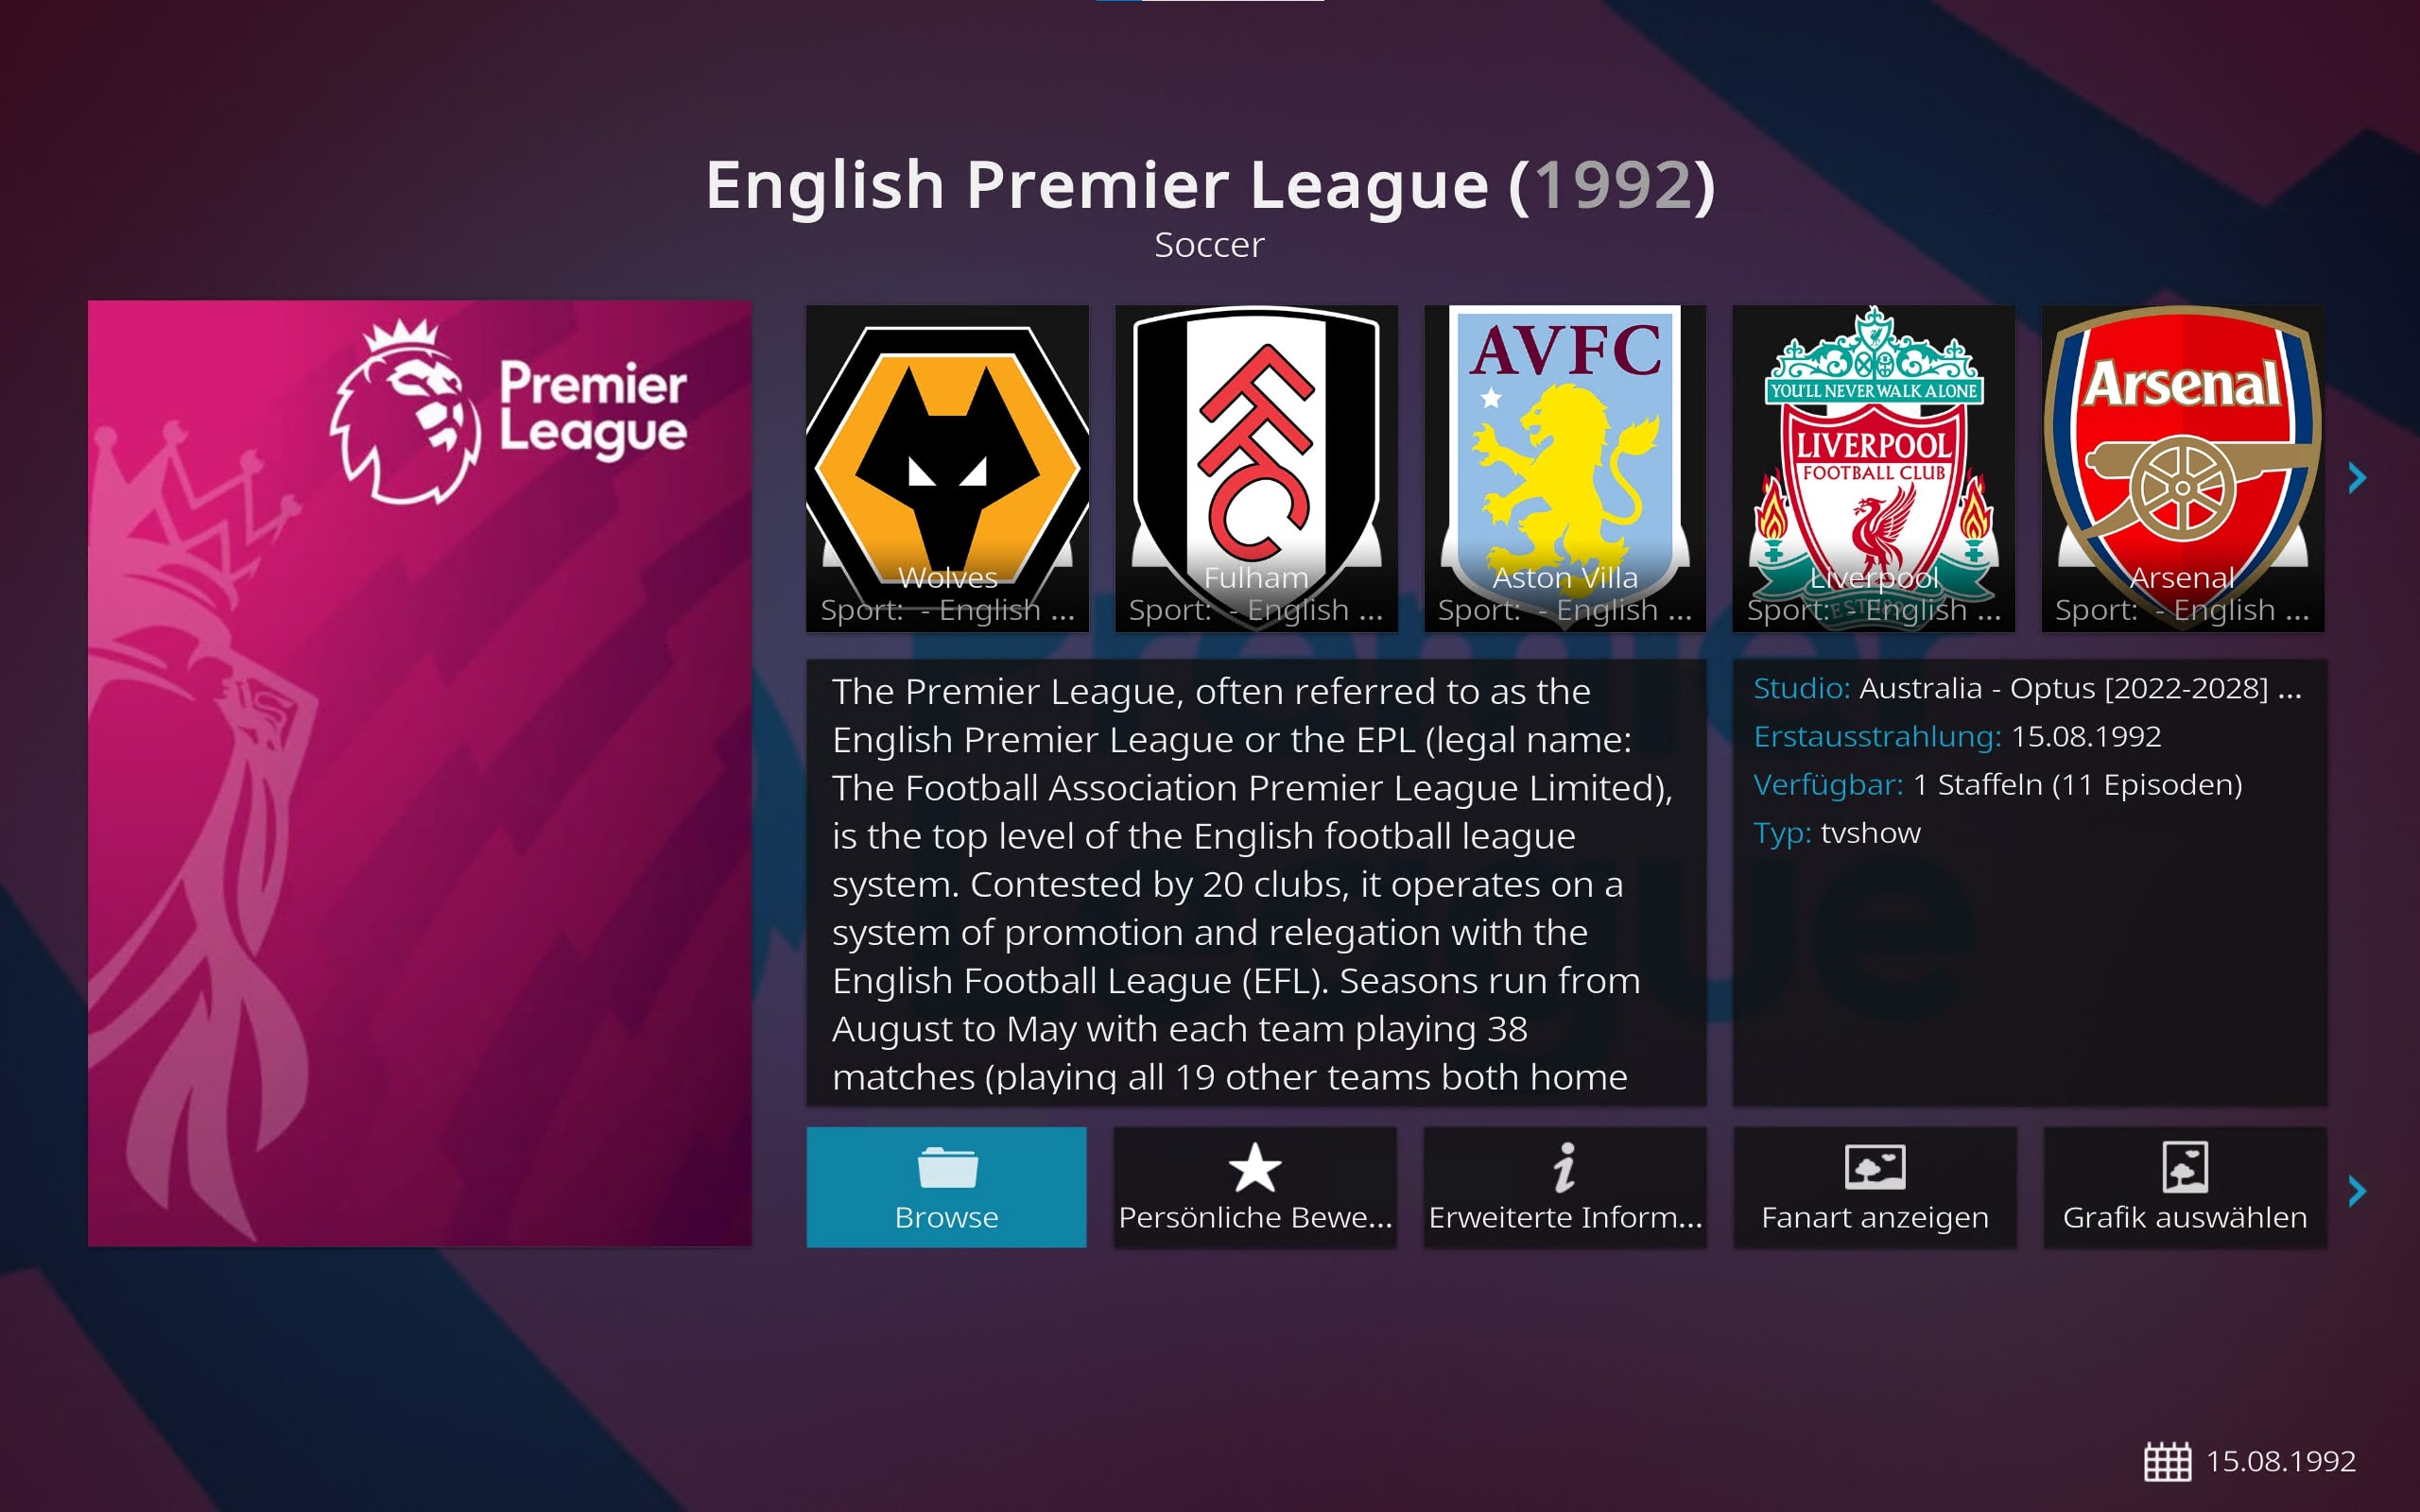 English Premier League (1992)
Soccer
Premier
League
Wolves
Sport:  - English ...
FFC
Fulham
Sport:  - English ...
AVFC
Aston Villa
Sport:  - English ...
YOU'LL NEVER WALK ALONE
LIVERPOOL
FOOTBALL CLUB
Liverpool
Sport:  - English ...
Arsenal
Arsenal
Sport:  - English ...
The Premier League, often referred to as the
English Premier League or the EPL (legal name:
The Football Association Premier League Limited),
is the top level of the English football league
system. Contested by 20 clubs, it operates on a
system of promotion and relegation with the
English Football League (EFL). Seasons run from
August to May with each team playing 38
matches (playing all 19 other teams both home
Studio: Australia - Optus [2022-2028] ...
Erstausstrahlung: 15.08.1992
Verfügbar: 1 Staffeln (11 Episoden)
Typ: tvshow
Browse
Persönliche Bewe...
Erweiterte Inform...
Fanart anzeigen
Grafik auswählen
15.08.1992